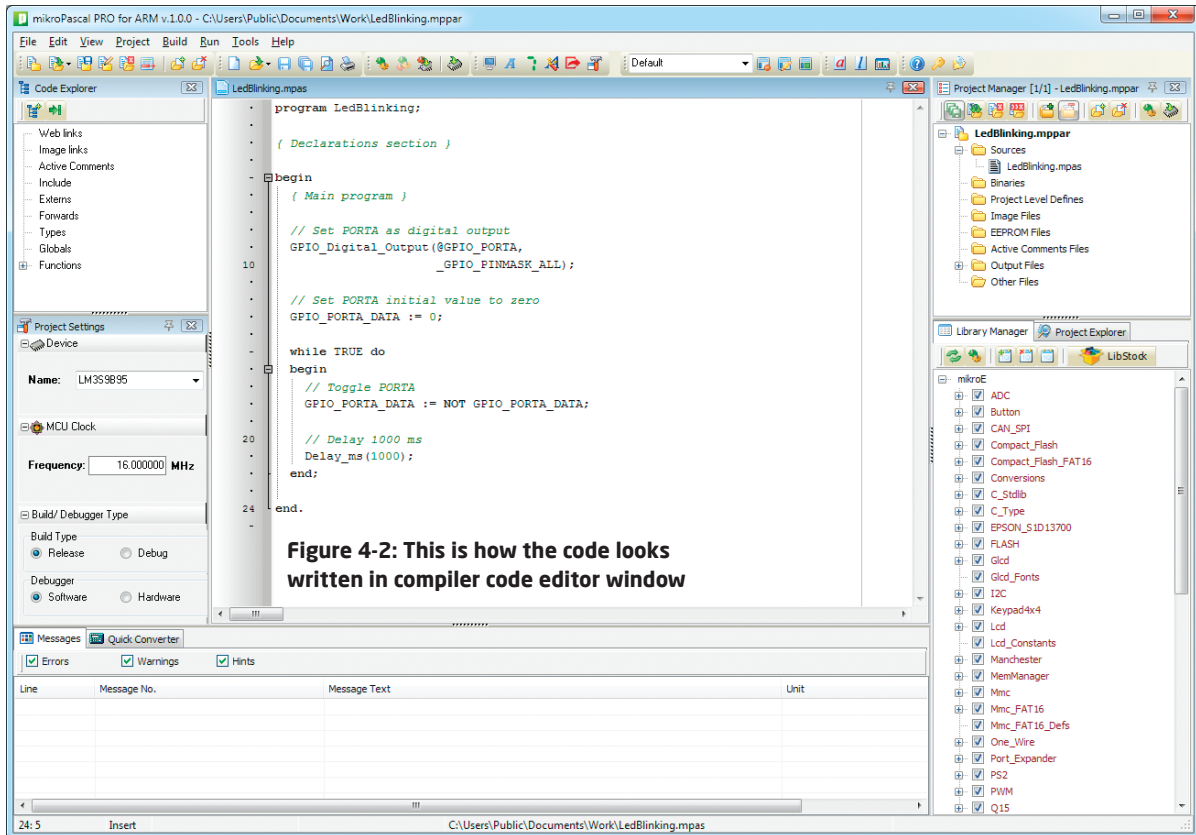 mikroPascal PRO for ARM v.1.0.0 - C:\Users\Public\Documents\Work\LedBlinking.mppar
File Edit View Project Build Run Tools Help
Default
Code Explorer
Web links
Image links
Active Comments
Include
Externs
Forwards
Types
Globals
Functions
Project Settings
Device
Name: LM3S9B95
MCU Clock
Frequency: 16.000000 MHz
Build/ Debugger Type
Build Type
Release Debug
Debugger
Software Hardware
LedBlinking.mpas
program LedBlinking;
{ Declarations section }
begin
{ Main program }
// Set PORTA as digital output
GPIO_Digital_Output(@GPIO_PORTA,
10 _GPIO_PINMASK_ALL);
// Set PORTA initial value to zero
GPIO_PORTA_DATA := 0;
while TRUE do
begin
// Toggle PORTA
GPIO_PORTA_DATA := NOT GPIO_PORTA_DATA;
20 // Delay 1000 ms
Delay_ms(1000);
end;
24 end.
Figure 4-2: This is how the code looks
written in compiler code editor window
Project Manager [1/1] - LedBlinking.mppar
LedBlinking.mppar
Sources
LedBlinking.mpas
Binaries
Project Level Defines
Image Files
EEPROM Files
Active Comments Files
Output Files
Other Files
Library Manager Project Explorer
LibStock
mikroE
ADC
Button
CAN_SPI
Compact_Flash
Compact_Flash_FAT16
Conversions
C_Stdlib
C_Type
EPSON_S1D13700
FLASH
Glcd
Glcd_Fonts
I2C
Keypad4x4
Lcd
Lcd_Constants
Manchester
MemManager
Mmc
Mmc_FAT16
Mmc_FAT16_Defs
One_Wire
Port_Expander
PS2
PWM
Q15
Messages Quick Converter
Errors Warnings Hints
Line Message No. Message Text Unit
24: 5 Insert C:\Users\Public\Documents\Work\LedBlinking.mpas